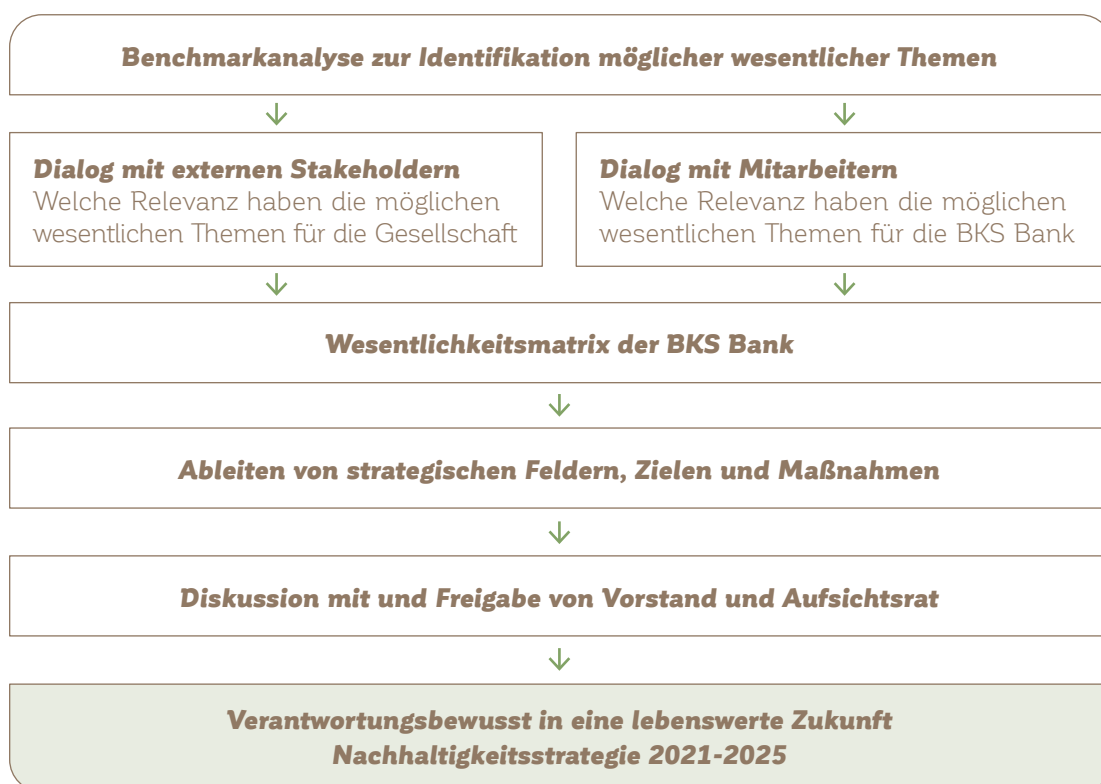 Benchmarkanalyse zur Identifikation möglicher wesentlicher Themen
Dialog mit externen Stakeholdern
Welche Relevanz haben die möglichen
wesentlichen Themen für die Gesellschaft
Dialog mit Mitarbeitern
Welche Relevanz haben die möglichen
wesentlichen Themen für die BKS Bank
Wesentlichkeitsmatrix der BKS Bank
Ableiten von strategischen Feldern, Zielen und Maßnahmen
Diskussion mit und Freigabe von Vorstand und Aufsichtsrat
Verantwortungsbewusst in eine lebenswerte Zukunft
Nachhaltigkeitsstrategie 2021-2025